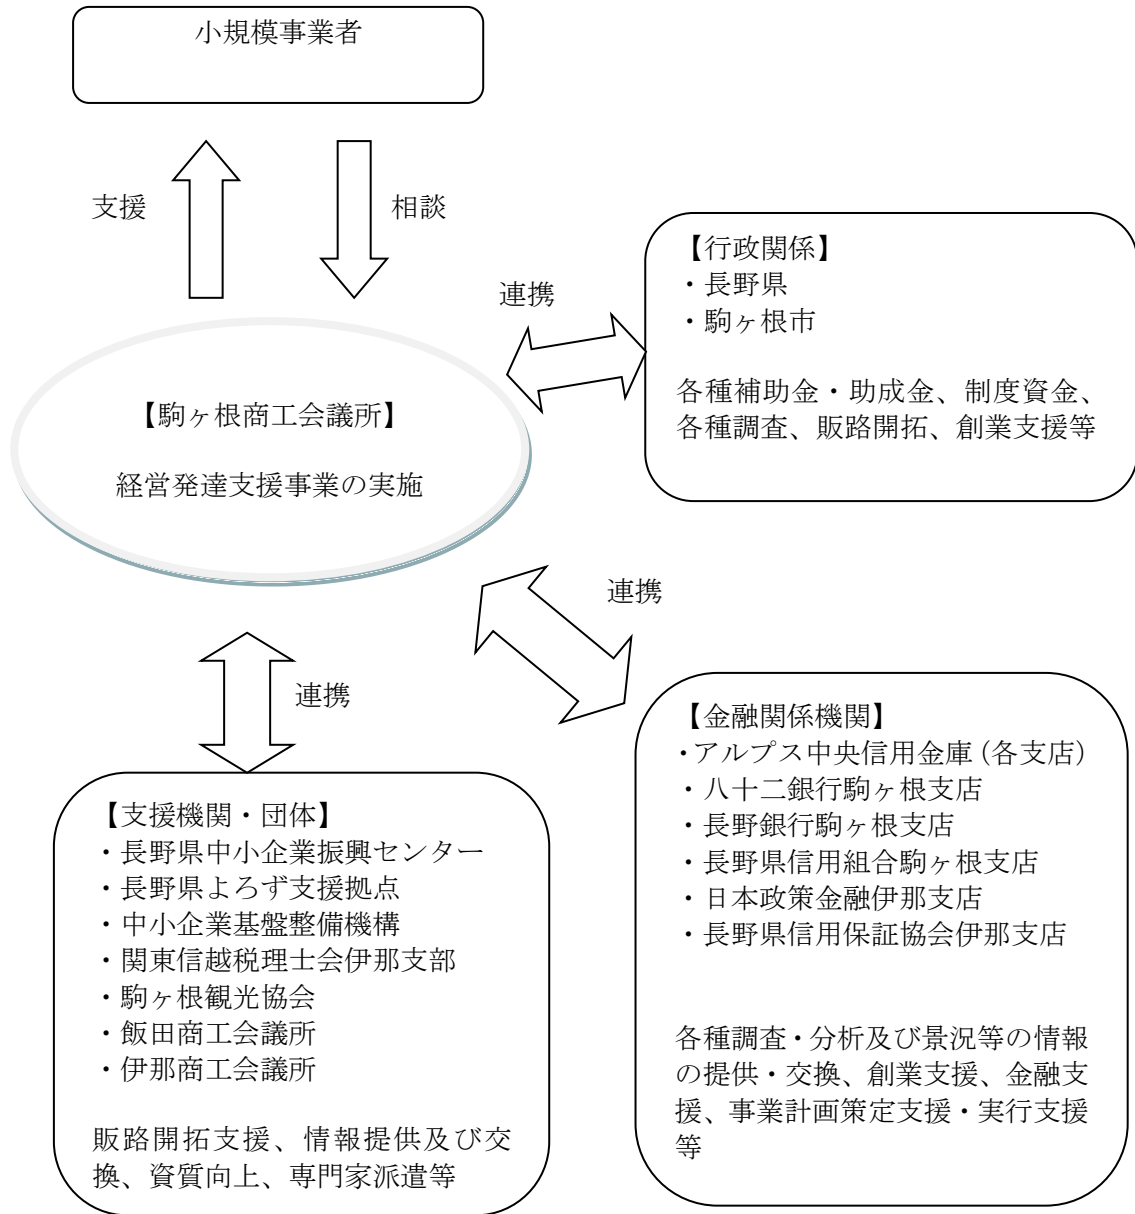 小規模事業者
支援
相談
【行政関係】
・長野県
・駒ヶ根市
各種補助金・助成金、制度資金、
各種調査、販路開拓、創業支援等
連携
【駒ヶ根商工会議所】
経営発達支援事業の実施
連携
連携
【金融関係機関】
・アルプス中央信用金庫（各支店）
・八十二銀行駒ヶ根支店
・長野銀行駒ヶ根支店
・長野県信用組合駒ヶ根支店
・日本政策金融伊那支店
・長野県信用保証協会伊那支店
各種調査・分析及び景況等の情報
の提供・交換、創業支援、金融支
援、事業計画策定支援・実行支援
等
【支援機関・団体】
・長野県中小企業振興センター
・長野県よろず支援拠点
・中小企業基盤整備機構
・関東信越税理士会伊那支部
・駒ヶ根観光協会
・飯田商工会議所
・伊那商工会議所
販路開拓支援、情報提供及び交
換、資質向上、専門家派遣等